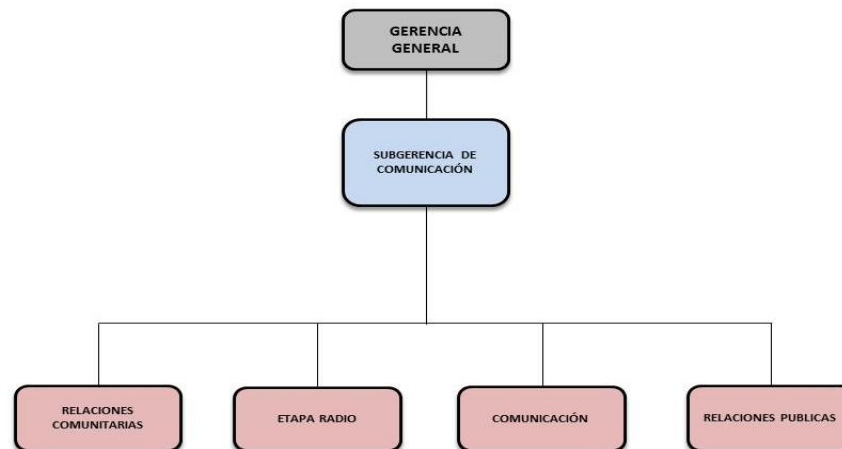 GERENCIA
GENERAL
SUBGERENCIA DE
COMUNICACIÓN
RELACIONES
COMUNITARIAS
ETAPA RADIO
COMUNICACIÓN
RELACIONES PUBLICAS